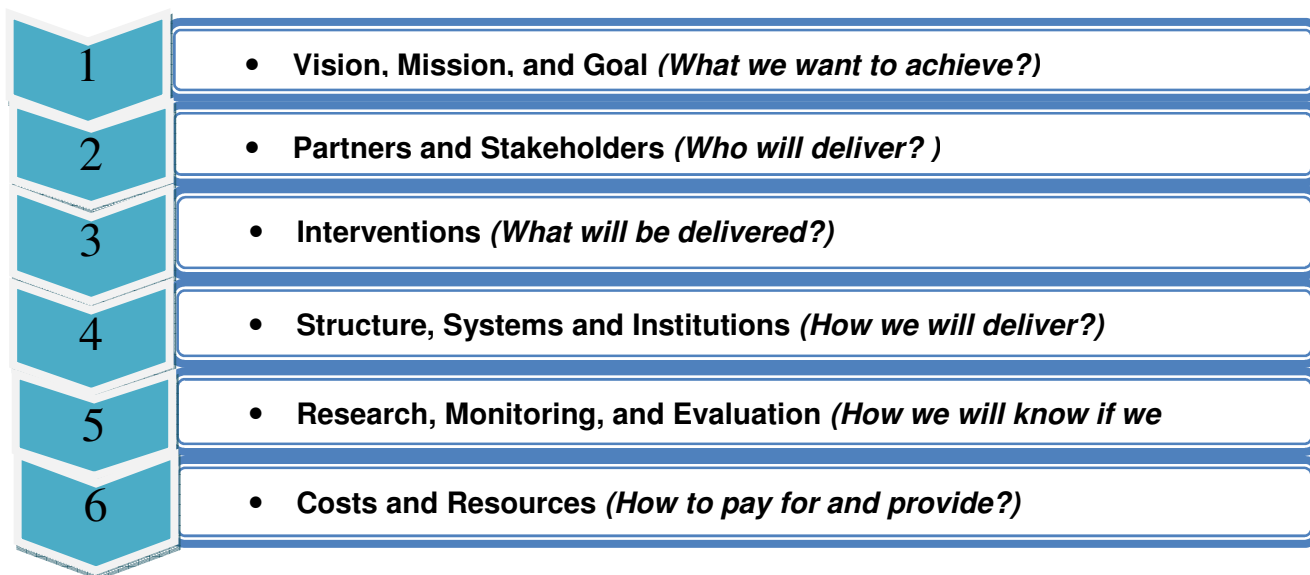 1
• Vision, Mission, and Goal (What we want to achieve?)
2
• Partners and Stakeholders (Who will deliver? )
3
• Interventions (What will be delivered?)
4
• Structure, Systems and Institutions (How we will deliver?)
5
• Research, Monitoring, and Evaluation (How we will know if we
6
• Costs and Resources (How to pay for and provide?)